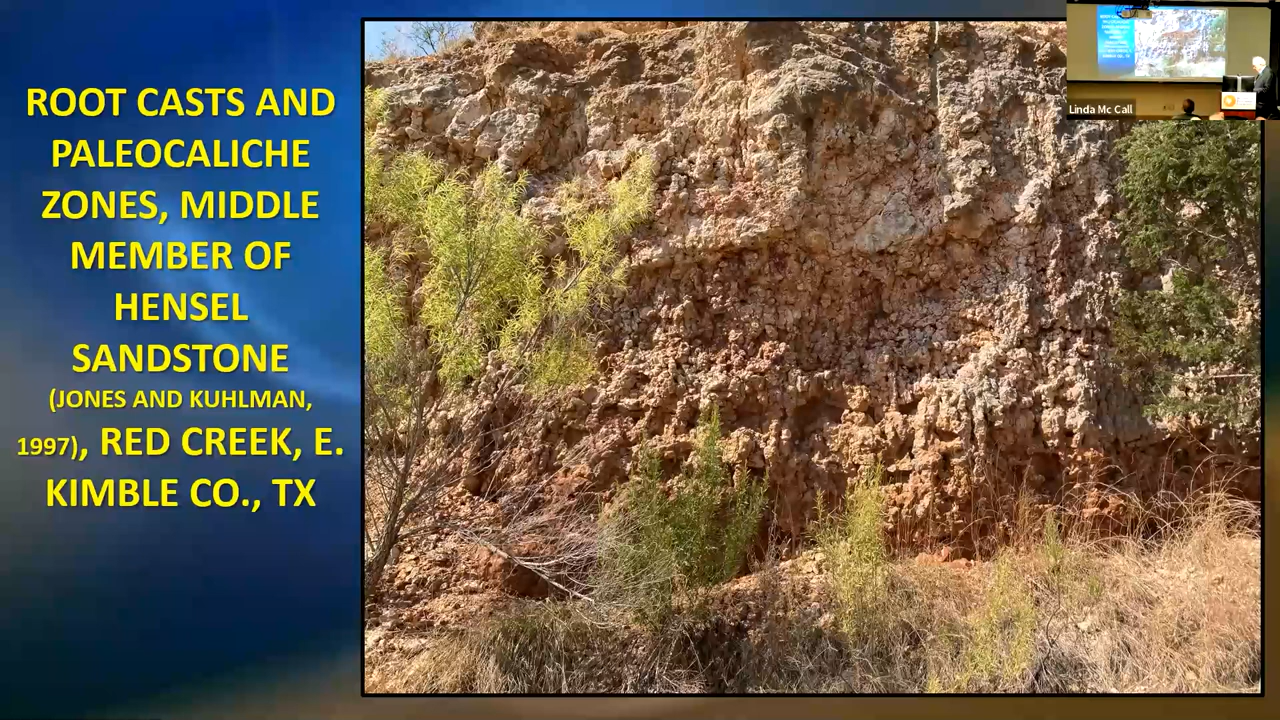 ROOT CASTS AND
PALEOCALICHE
ZONES, MIDDLE
MEMBER OF
HENSEL
SANDSTONE
(JONES AND KUHLMAN,
1997), RED CREEK, E.
KIMBLE CO., TX
Linda Mc Call